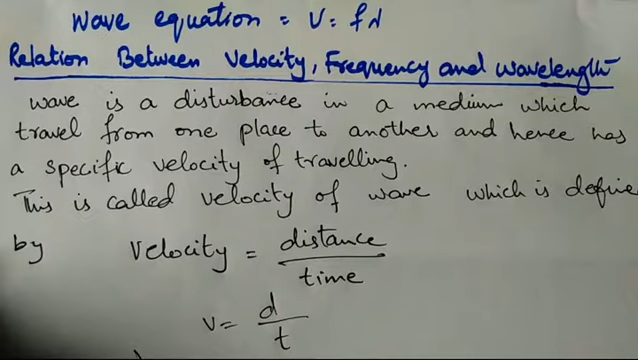 Wave equation = V = fλ
Relation Between Velocity, Frequency and wavelength
Wave is a disturbance in a medium which
travel from one place to another and hence has
a specific velocity of travelling.
This is called velocity of wave which is define
by Velocity = distance / time
v = d / t